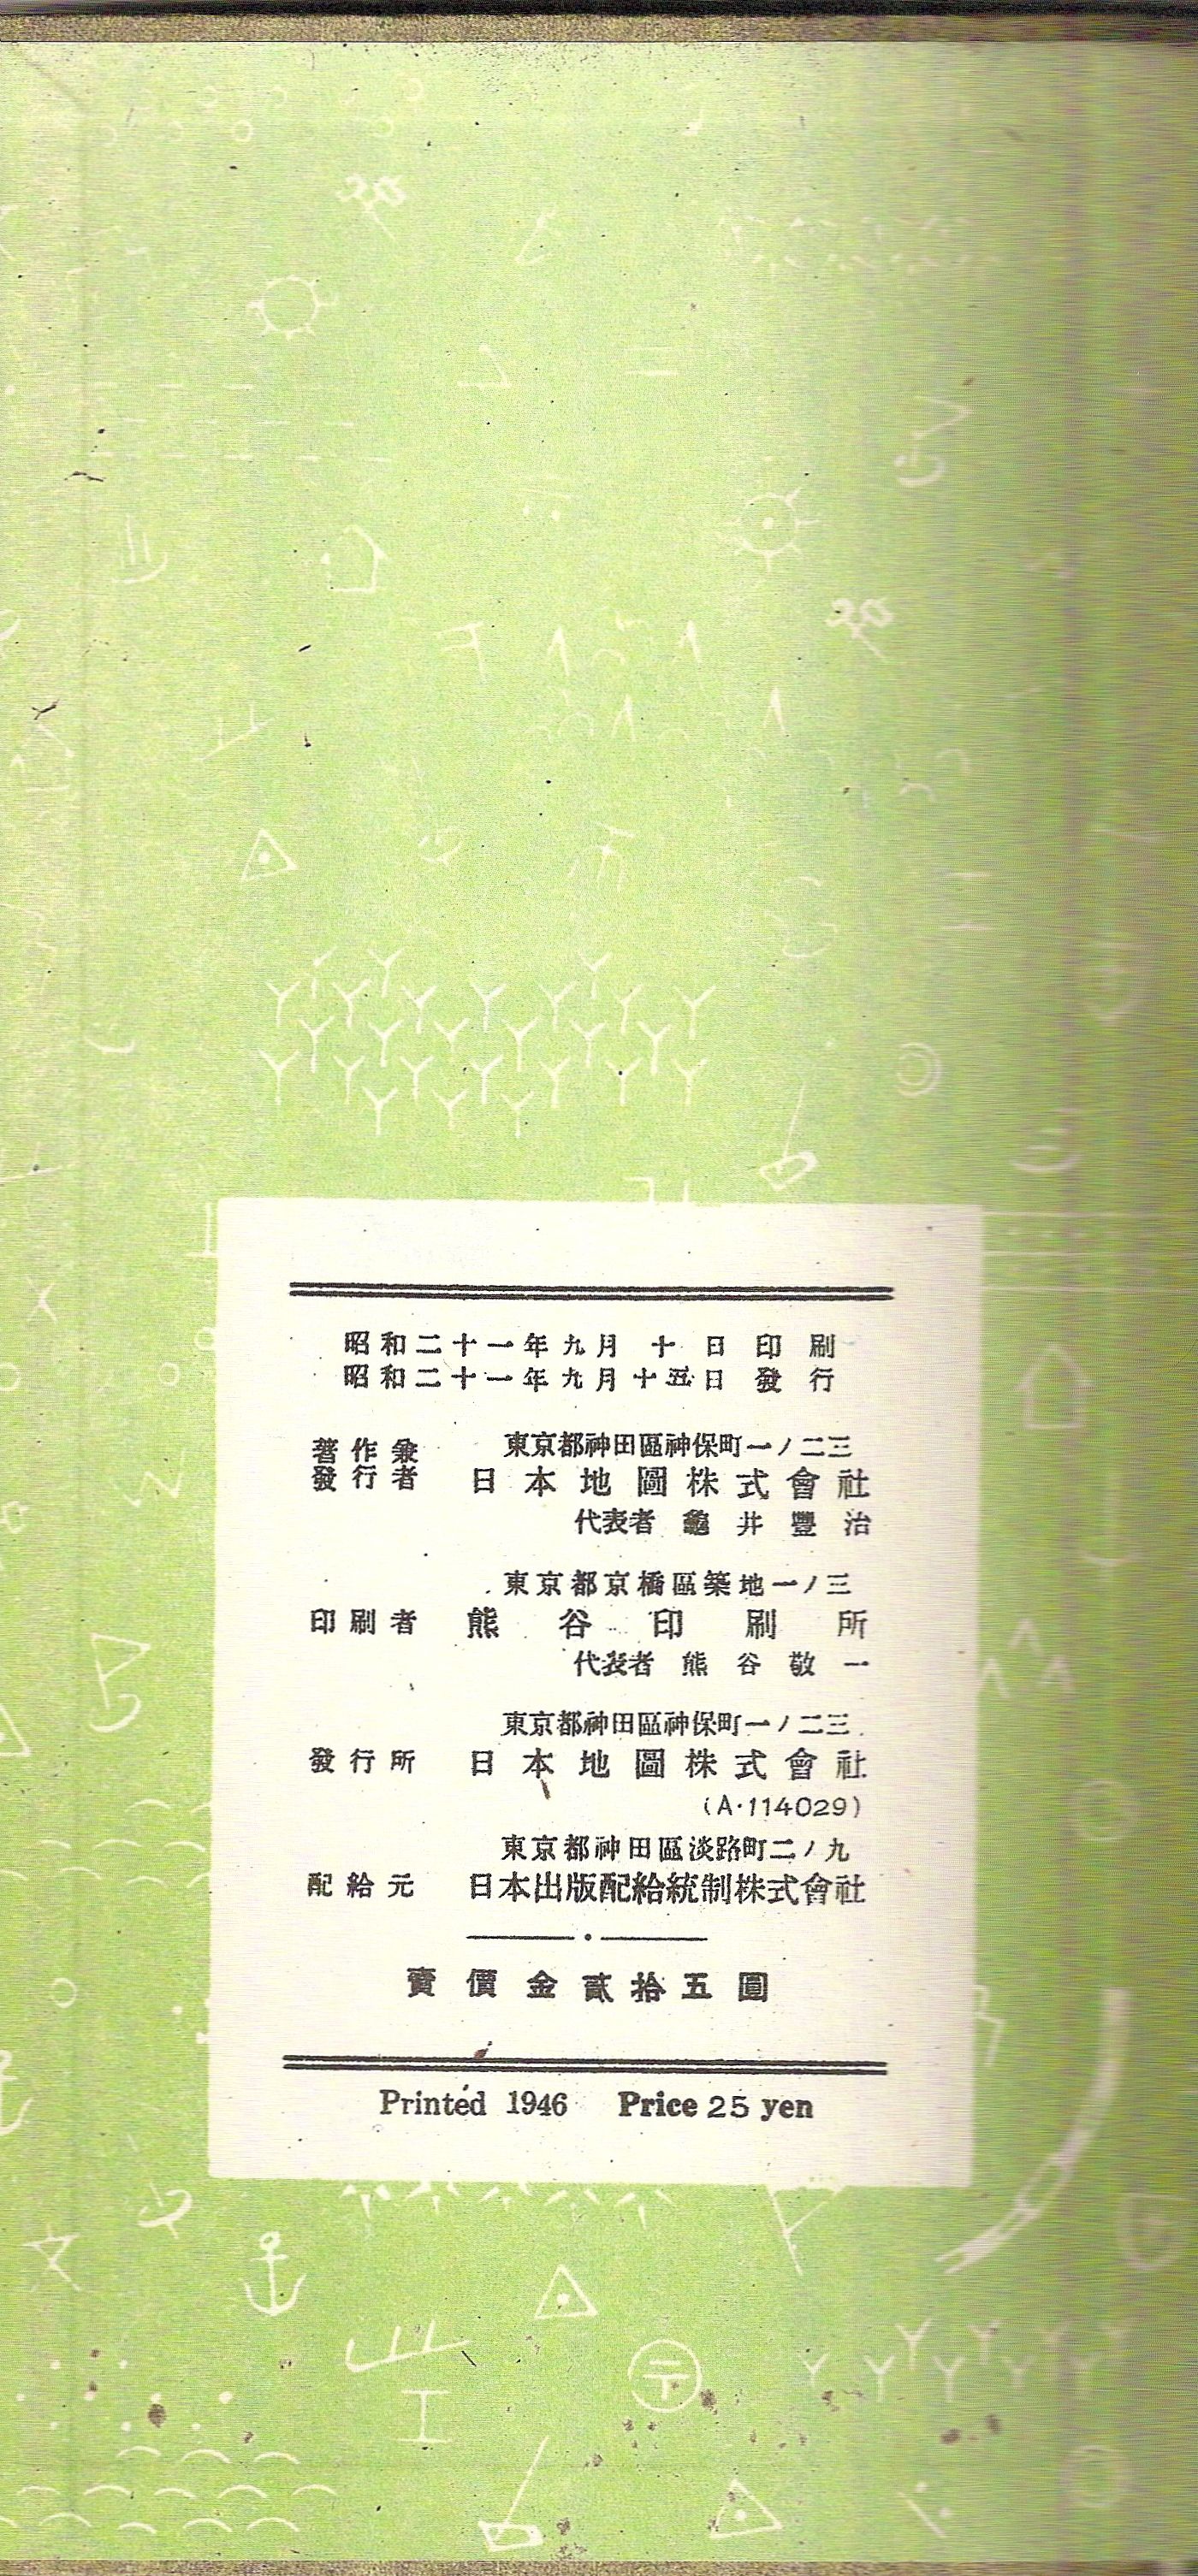 昭和二十一年九月十日印刷
昭和二十一年九月十五日發行
東京都神田區神保町一ノ二三
著作兼
發行者 日本地圖株式會社
代表者 龜井豐治
東京都京橋區築地一ノ三
印刷者 熊谷印刷所
代表者 熊谷敬一
東京都神田區神保町一ノ二三
發行所 日本地圖株式會社
(A・114029)
東京都神田區淡路町二ノ九
配給元 日本出版配給統制株式會社
賣價金貳拾五圓
Printed 1946 Price 25 yen